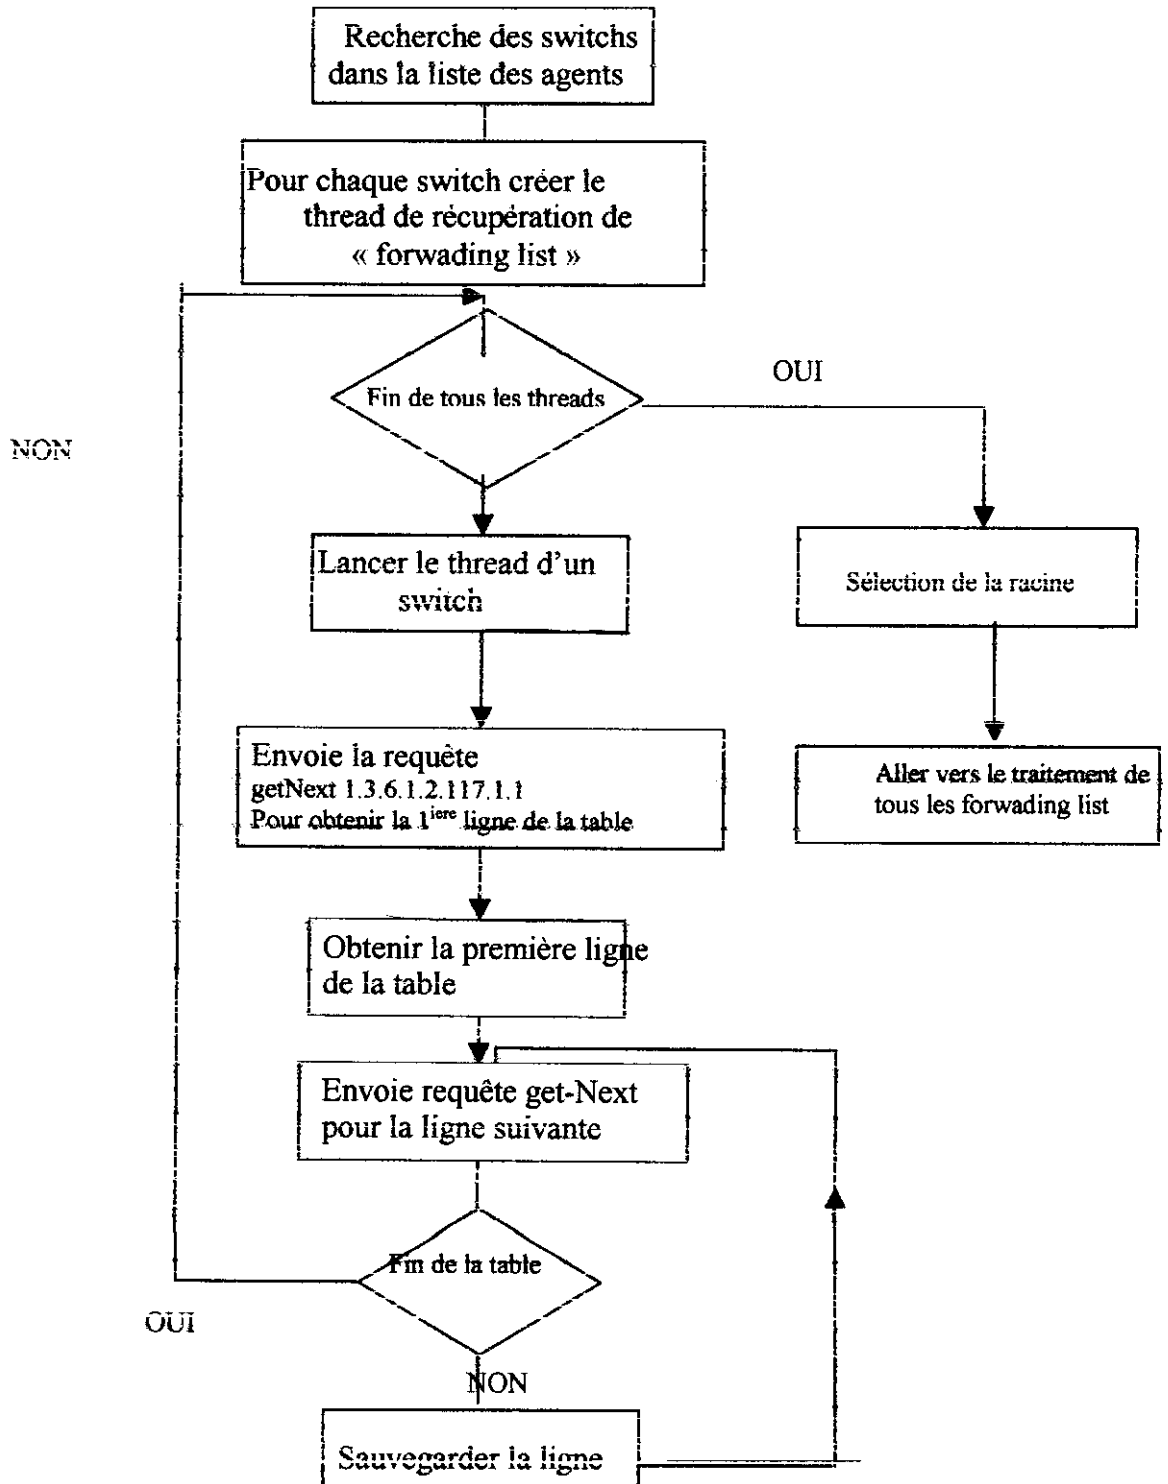 Recherche des switchs
dans la liste des agents
Pour chaque switch créer le
thread de récupération de
« forwading list »
Fin de tous les threads
OUI
NON
Lancer le thread d'un
switch
Sélection de la racine
Envoie la requête
getNext 1.3.6.1.2.117.1.1
Pour obtenir la 1iere ligne de la table
Aller vers le traitement de
tous les forwading list
Obtenir la première ligne
de la table
Envoie requête get-Next
pour la ligne suivante
Fin de la table
OUI
NON
Sauvegarder la ligne